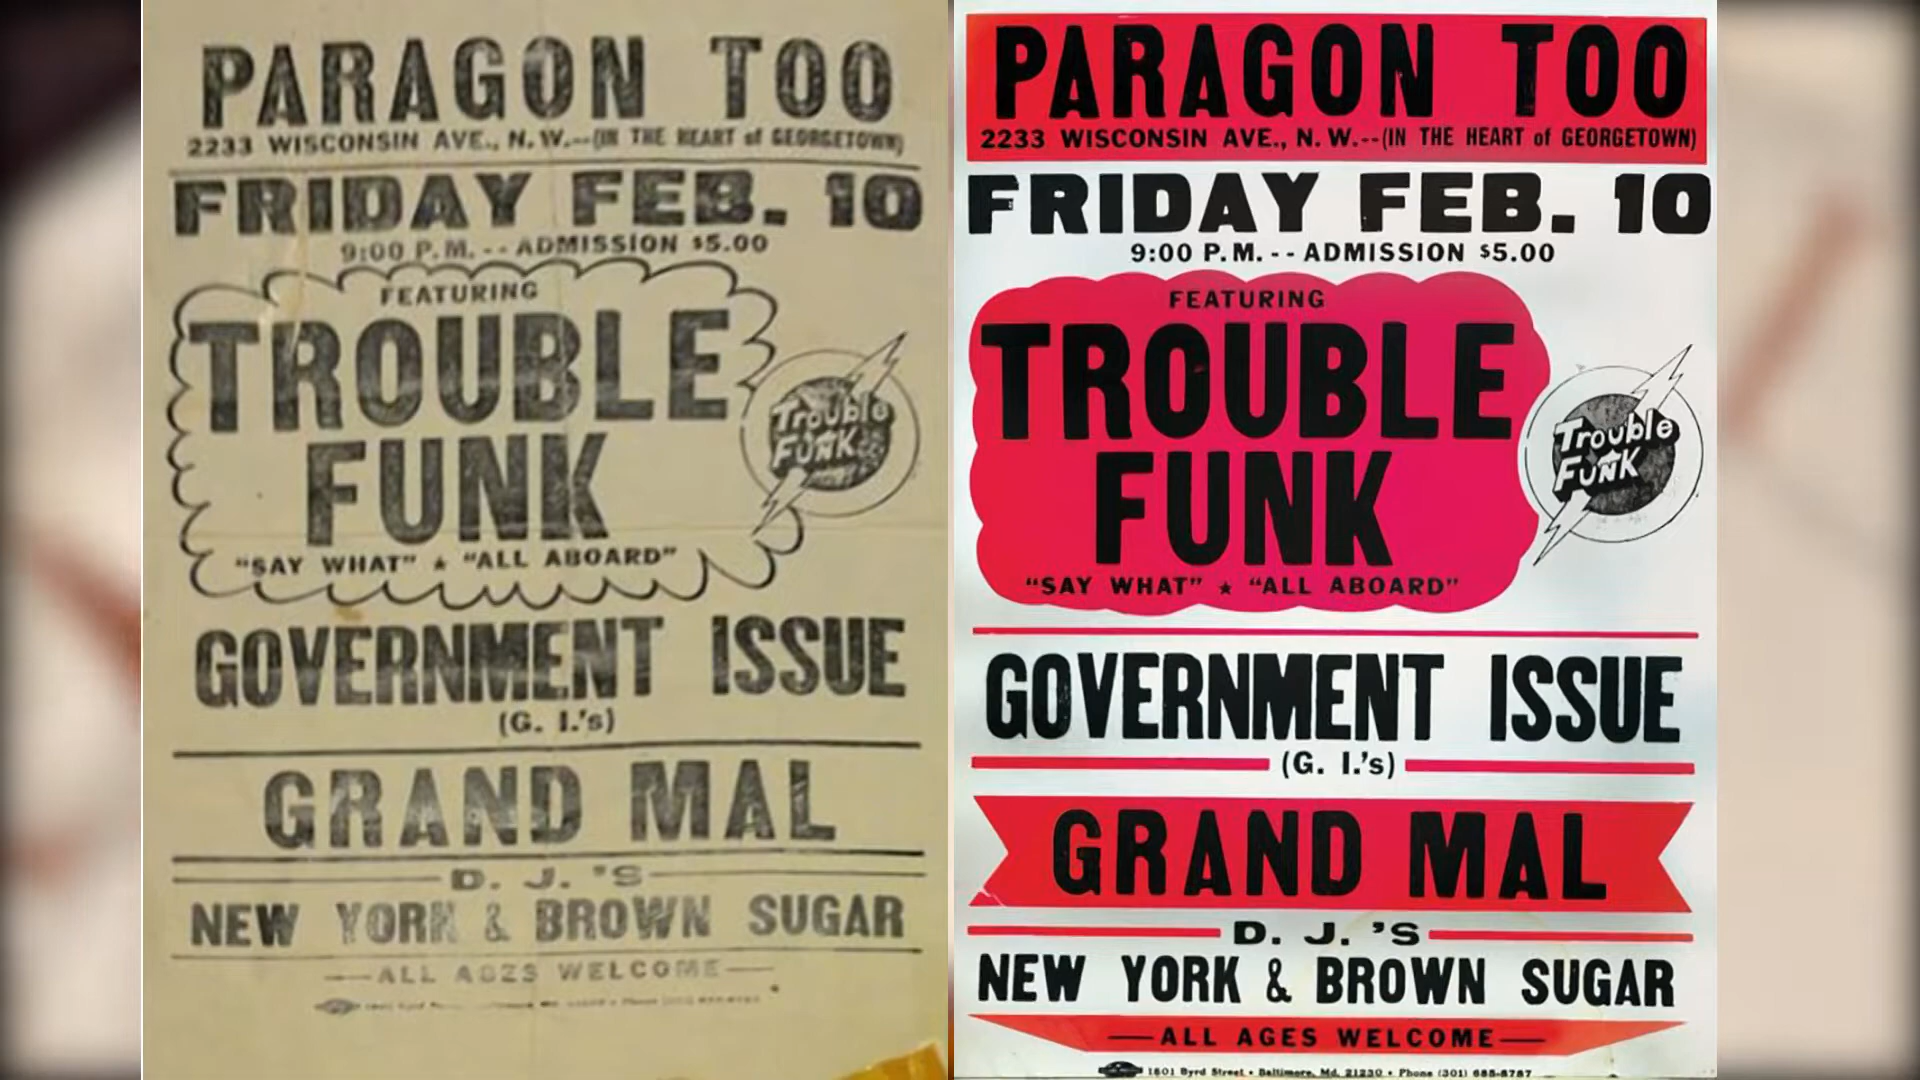 PARAGON TOO
2233 WISCONSIN AVE., N. W.--(IN THE HEART of GEORGETOWN)
FRIDAY FEB. 10
9:00 P.M. -- ADMISSION $5.00
FEATURING
TROUBLE
FUNK
Trouble
FUNK
"SAY WHAT" ★ "ALL ABOARD"
GOVERNMENT ISSUE
(G. I.'s)
GRAND MAL
D. J. 'S
NEW YORK & BROWN SUGAR
—ALL AGES WELCOME—
PARAGON TOO
2233 WISCONSIN AVE., N. W.--(IN THE HEART of GEORGETOWN)
FRIDAY FEB. 10
9:00 P.M. -- ADMISSION $5.00
FEATURING
TROUBLE
FUNK
Trouble
FUNK
"SAY WHAT" ★ "ALL ABOARD"
GOVERNMENT ISSUE
(G. I.'s)
GRAND MAL
D. J. 'S
NEW YORK & BROWN SUGAR
—ALL AGES WELCOME—
1601 Byrd Street • Baltimore, Md. 21230 • Phone (301) 685-8787